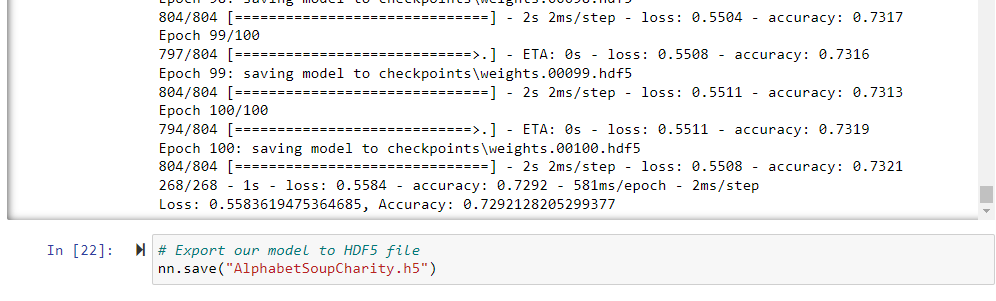 Epoch 98: saving model to checkpoints\weights.00098.hdf5
804/804 [==============================] - 2s 2ms/step - loss: 0.5504 - accuracy: 0.7317
Epoch 99/100
797/804 [============================>.] - ETA: 0s - loss: 0.5508 - accuracy: 0.7316
Epoch 99: saving model to checkpoints\weights.00099.hdf5
804/804 [==============================] - 2s 2ms/step - loss: 0.5511 - accuracy: 0.7313
Epoch 100/100
794/804 [============================>.] - ETA: 0s - loss: 0.5511 - accuracy: 0.7319
Epoch 100: saving model to checkpoints\weights.00100.hdf5
804/804 [==============================] - 2s 2ms/step - loss: 0.5508 - accuracy: 0.7321
268/268 - 1s - loss: 0.5584 - accuracy: 0.7292 - 581ms/epoch - 2ms/step
Loss: 0.5583619475364685, Accuracy: 0.7292128205299377
In [22]: # Export our model to HDF5 file
nn.save("AlphabetSoupCharity.h5")